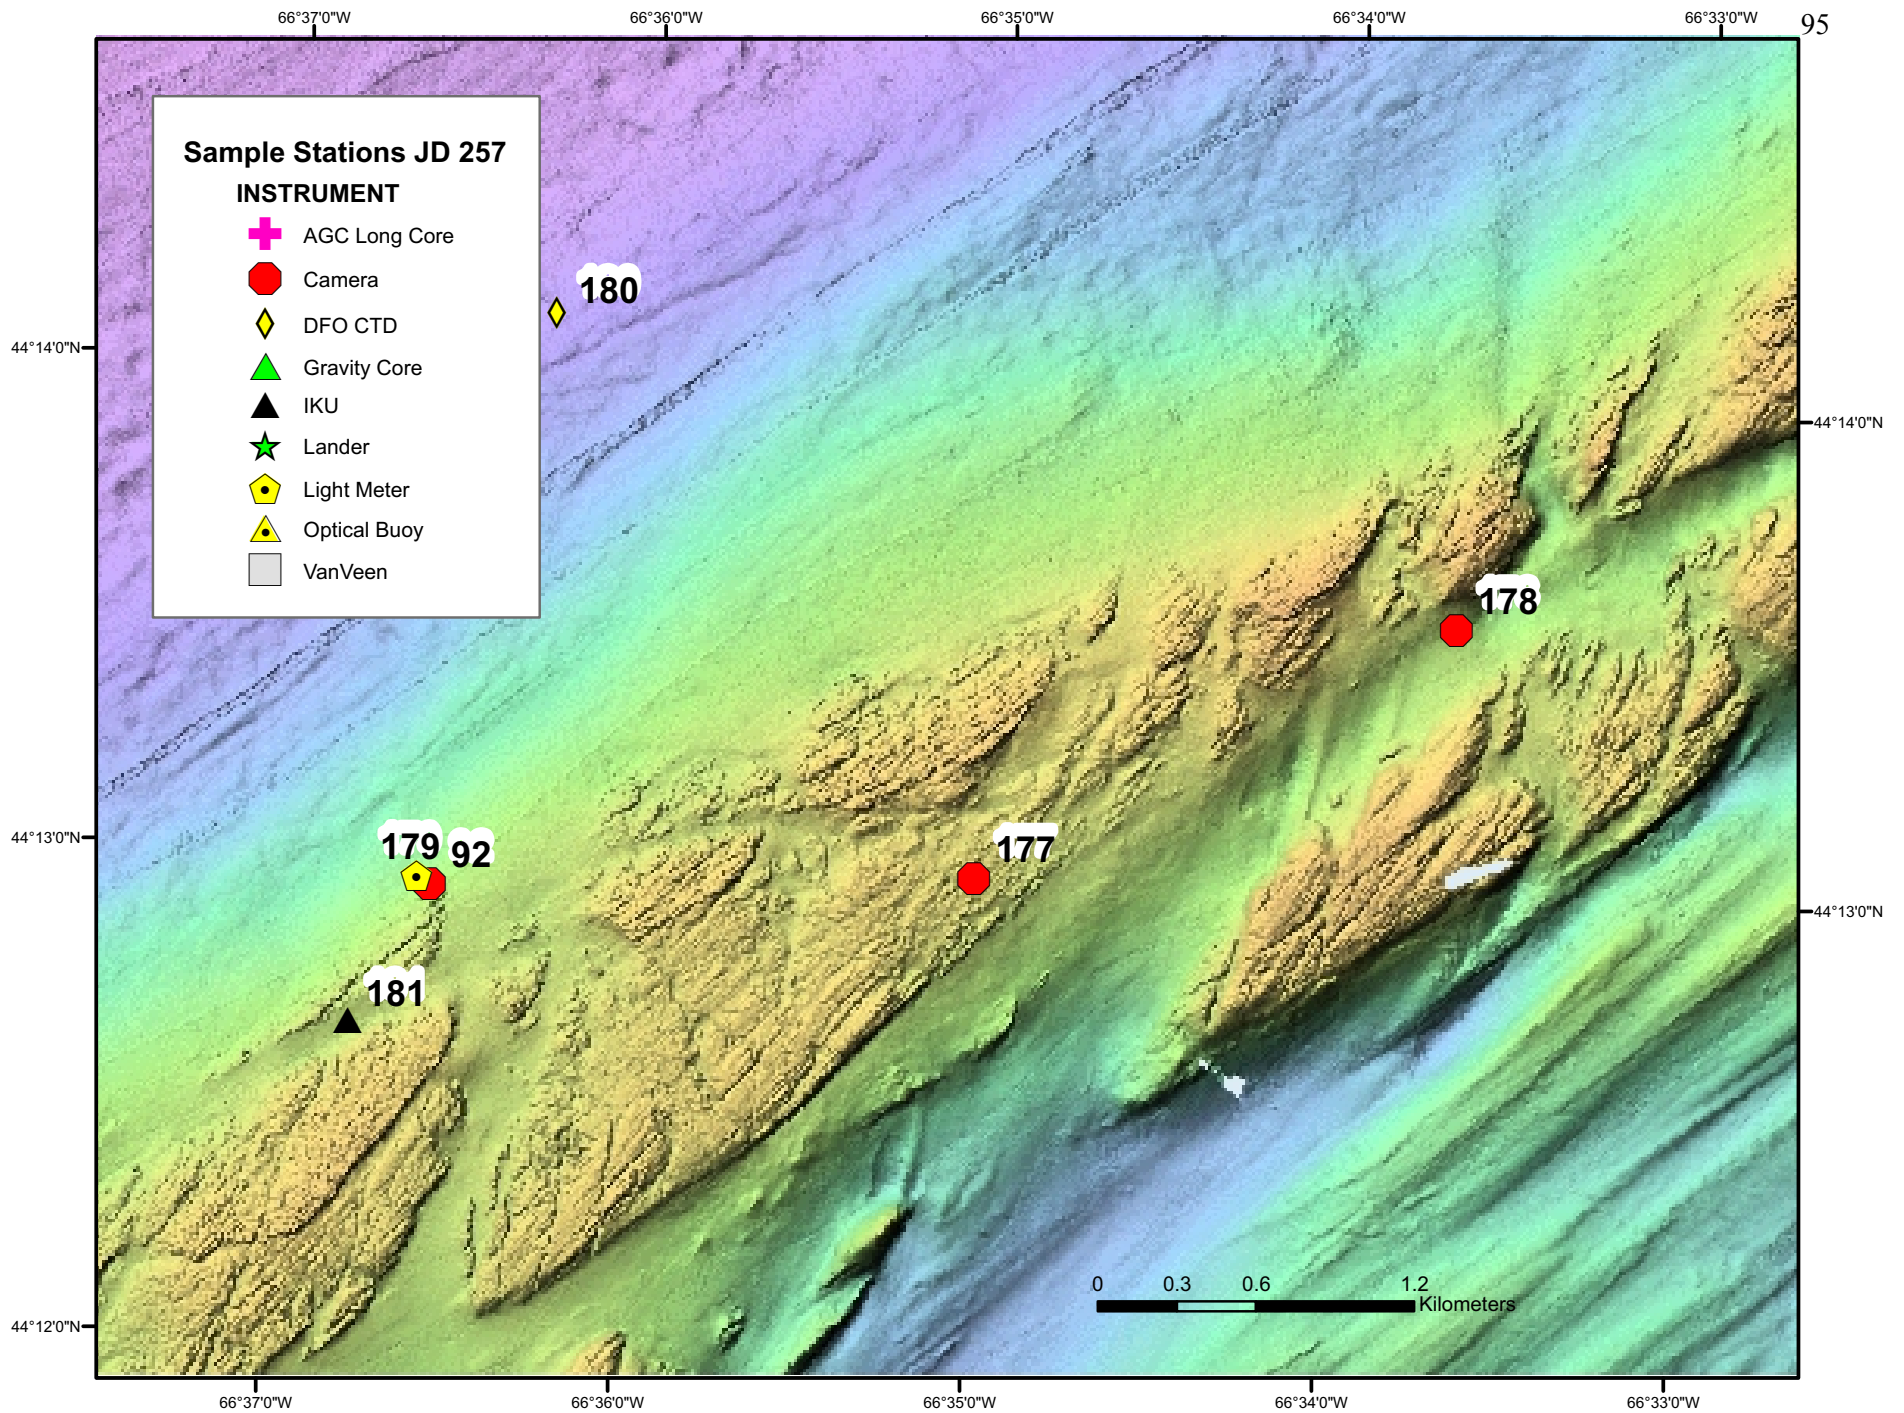 66°37'0"W 66°36'0"W 66°35'0"W 66°34'0"W 66°33'0"W 95
Sample Stations JD 257
INSTRUMENT
AGC Long Core
Camera
DFO CTD
Gravity Core
IKU
Lander
Light Meter
Optical Buoy
VanVeen
180
44°14'0"N
44°14'0"N
178
44°13'0"N
179 92
177
44°13'0"N
181
0 0.3 0.6 1.2
Kilometers
44°12'0"N
66°37'0"W 66°36'0"W 66°35'0"W 66°34'0"W 66°33'0"W